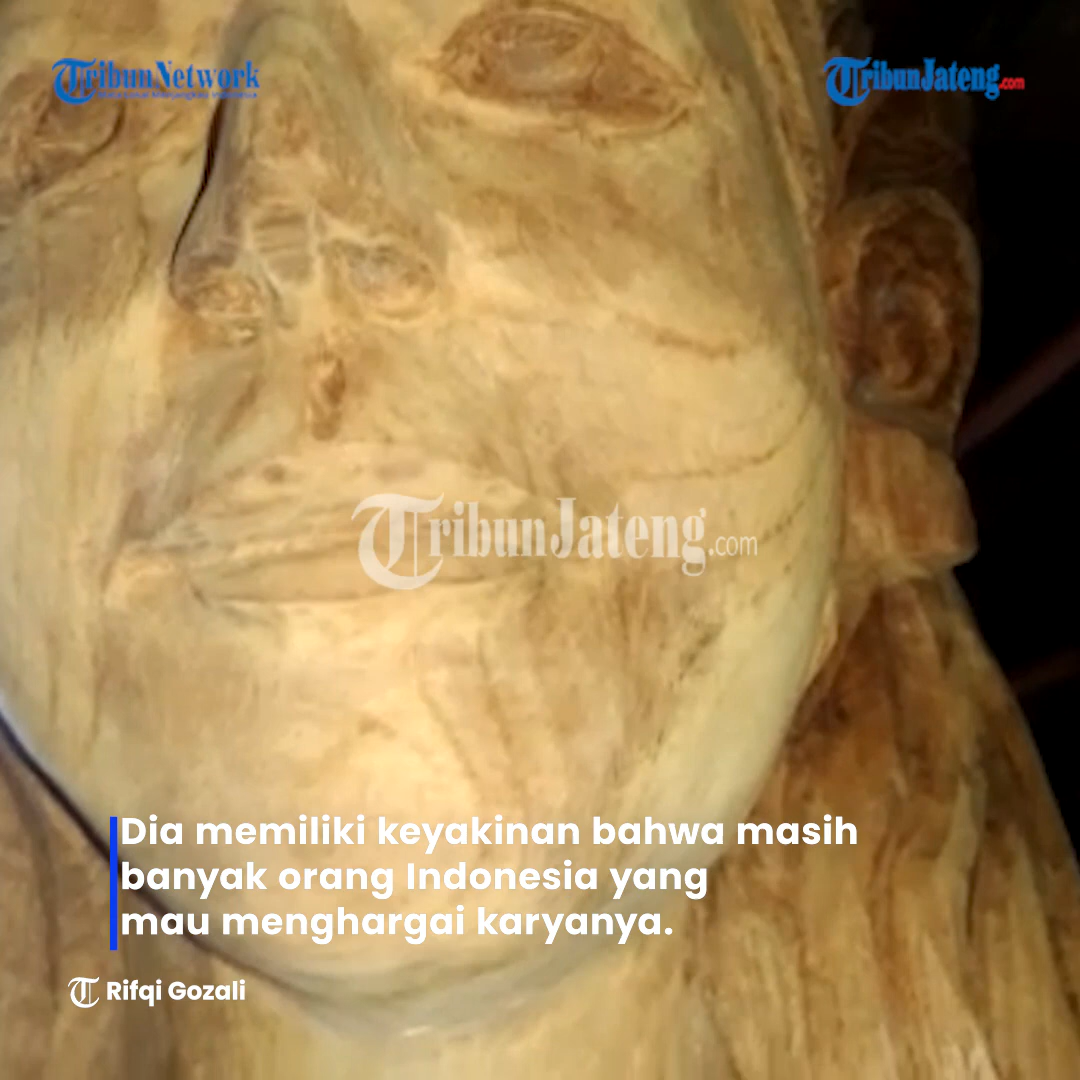 TribunNetwork
TribunJateng.com
TribunJateng.com
Dia memiliki keyakinan bahwa masih
banyak orang Indonesia yang
mau menghargai karyanya.
Rifqi Gozali